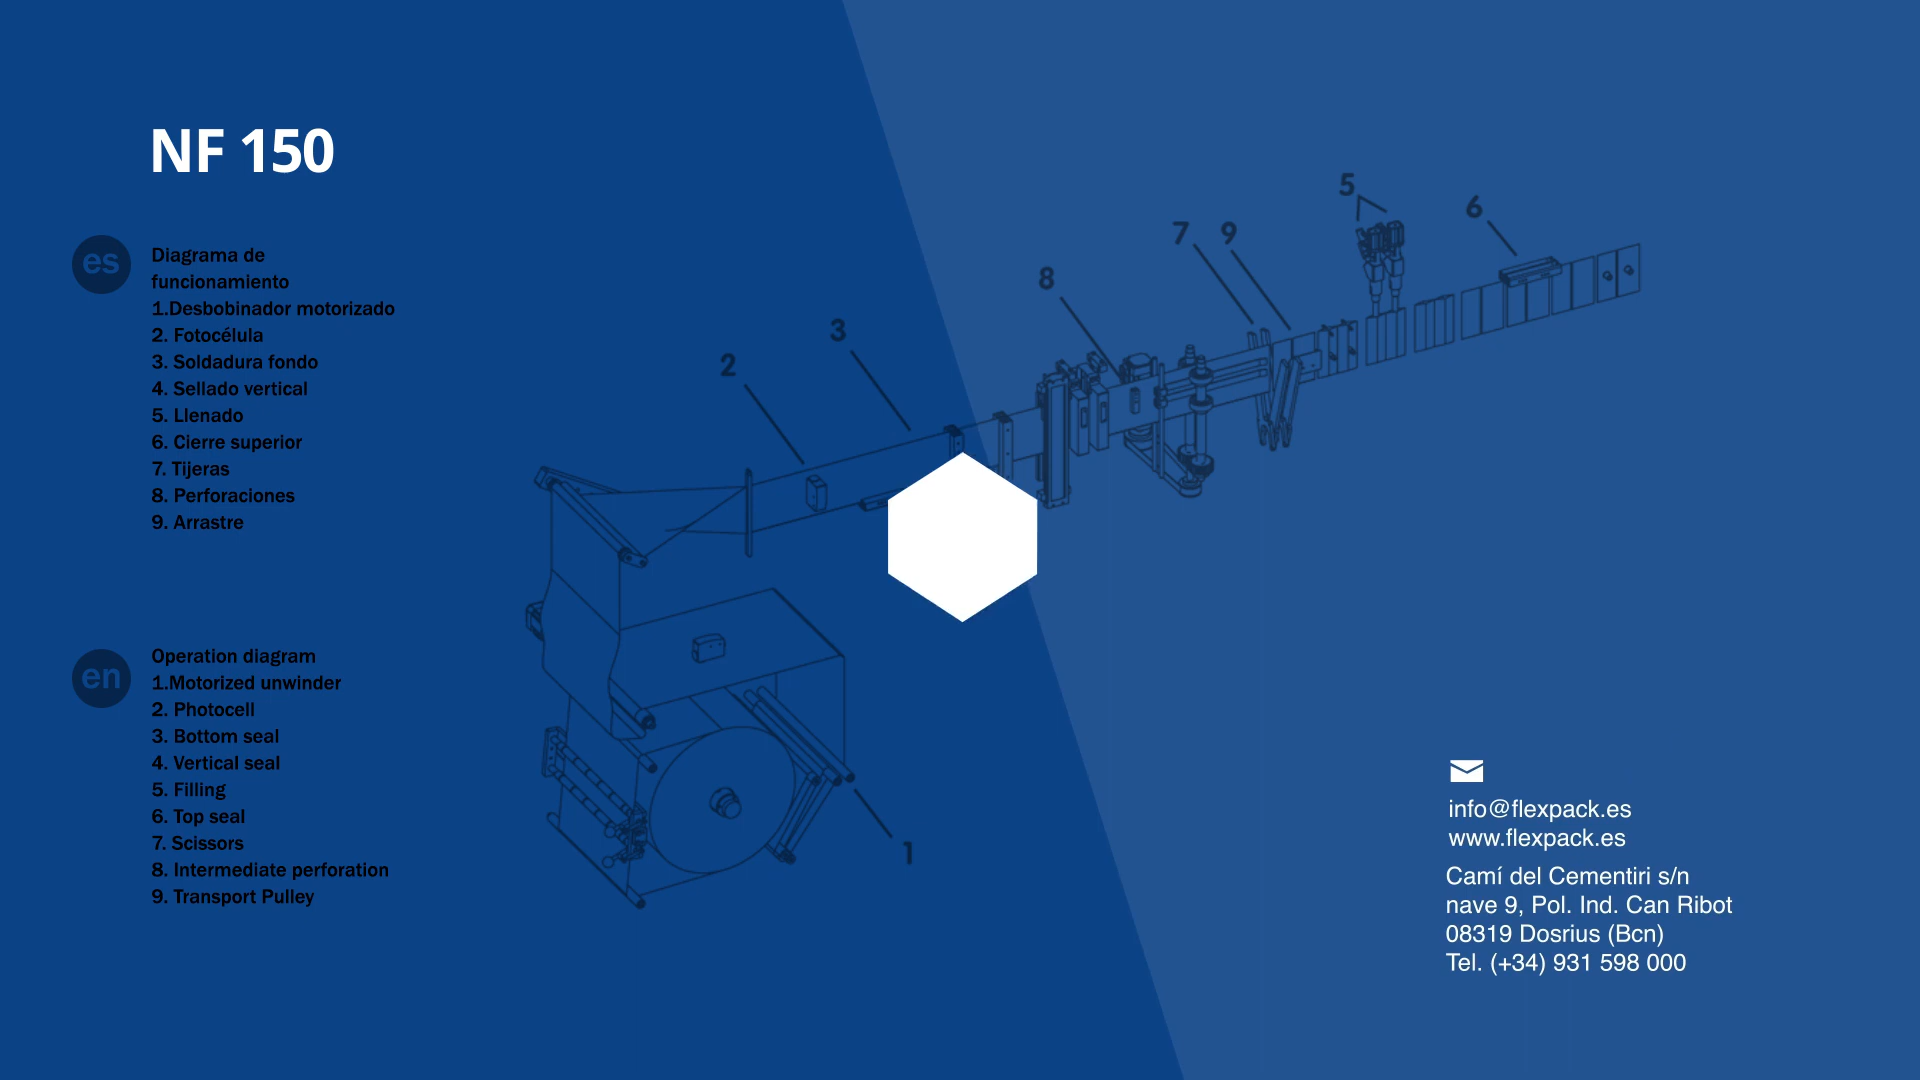 NF 150
es
Diagrama de
funcionamiento
1.Desbobinador motorizado
2. Fotocélula
3. Soldadura fondo
4. Sellado vertical
5. Llenado
6. Cierre superior
7. Tijeras
8. Perforaciones
9. Arrastre
en
Operation diagram
1.Motorized unwinder
2. Photocell
3. Bottom seal
4. Vertical seal
5. Filling
6. Top seal
7. Scissors
8. Intermediate perforation
9. Transport Pulley
5
6
7 9
8
3
2
1
info@flexpack.es
www.flexpack.es
Camí del Cementiri s/n
nave 9, Pol. Ind. Can Ribot
08319 Dosrius (Bcn)
Tel. (+34) 931 598 000